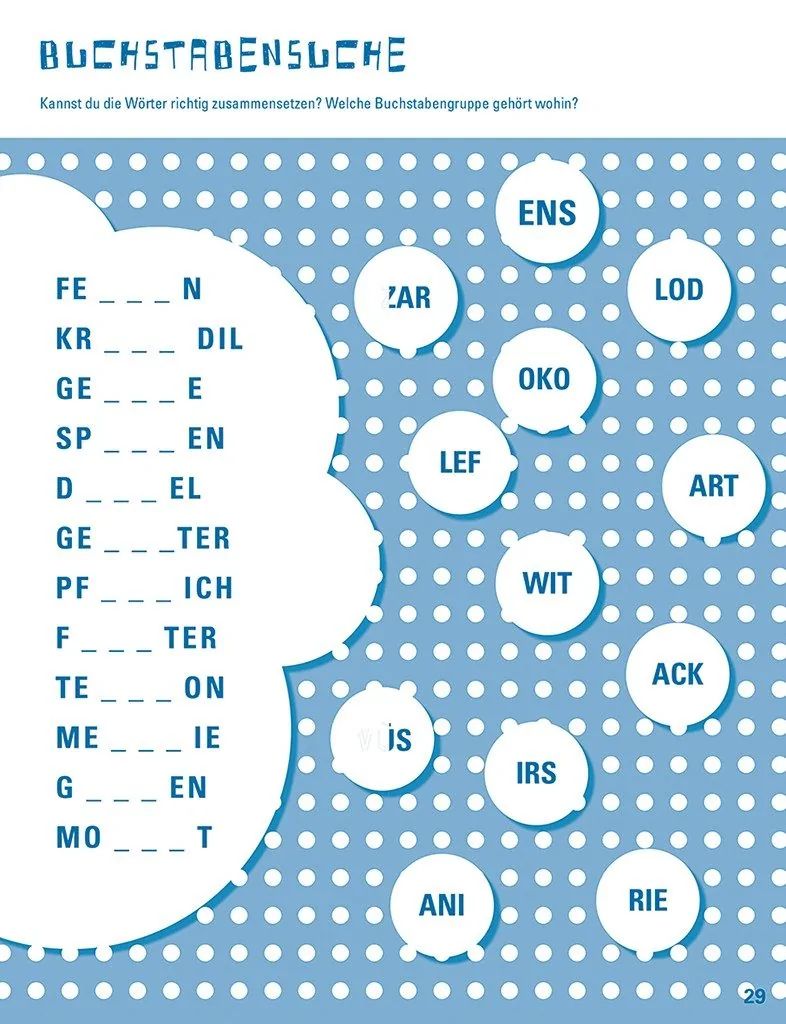 BUCHSTABENSUCHE
Kannst du die Wörter richtig zusammensetzen? Welche Buchstabengruppe gehört wohin?
FE _ _ _ N
KR _ _ _ DIL
GE _ _ _ E
SP _ _ _ EN
D _ _ _ EL
GE _ _ _TER
PF _ _ _ ICH
F _ _ _ TER
TE _ _ _ ON
ME _ _ _ IE
G _ _ _ EN
MO _ _ _ T
ENS
ZAR
LOD
OKO
LEF
ART
WIT
ACK
IRS
ANI
RIE
29